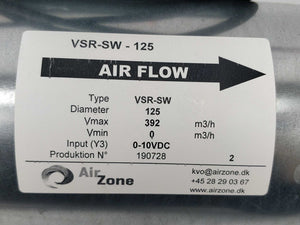 VSR-SW - 125
AIR FLOW
Type VSR-SW
Diameter 125
Vmax 392 m3/h
Vmin 0 m3/h
Input (Y3) 0-10VDC
Produktion N° 190728 2
Air Zone
kvo@airzone.dk
+45 28 29 03 67
www.airzone.dk